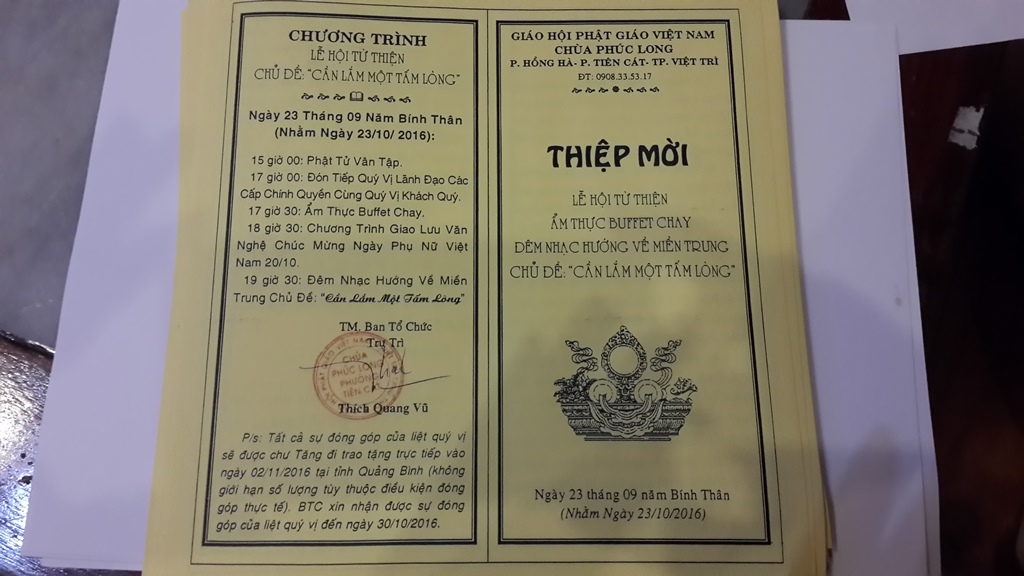 CHƯƠNG TRÌNH
LỄ HỘI TỪ THIỆN
CHỦ ĐỀ: "CẦN LẮM MỘT TẤM LÒNG"
Ngày 23 Tháng 09 Năm Bính Thân
(Nhằm Ngày 23/10/ 2016):
15 giờ 00: Phật Tử Vân Tập.
17 giờ 00: Đón Tiếp Quý Vị Lãnh Đạo Các
Cấp Chính Quyền Cùng Quý Vị Khách Quý.
17 giờ 30: Ẩm Thực Buffet Chay.
18 giờ 30: Chương Trình Giao Lưu Văn
Nghệ Chúc Mừng Ngày Phụ Nữ Việt
Nam 20/10.
19 giờ 30: Đêm Nhạc Hướng Về Miền
Trung Chủ Đề: "Cần Lắm Một Tấm Lòng"
TM. Ban Tổ Chức
Trụ Trì
CHÙA
PHÚC LONG
PHƯỜNG
TIÊN CÁT
Thích Quang Vũ
P/s: Tất cả sự đóng góp của liệt quý vị
sẽ được chư Tăng đi trao tặng trực tiếp vào
ngày 02/11/2016 tại tỉnh Quảng Bình (không
giới hạn số lượng tùy thuộc điều kiện đóng
góp thực tế). BTC xin nhận được sự đóng
góp của liệt quý vị đến ngày 30/10/2016.
GIÁO HỘI PHẬT GIÁO VIỆT NAM
CHÙA PHÚC LONG
P. HỒNG HÀ- P. TIÊN CÁT- TP. VIỆT TRÌ
ĐT: 0908.33.53.17
THIỆP MỜI
LỄ HỘI TỪ THIỆN
ẨM THỰC BUFFET CHAY
ĐÊM NHẠC HƯỚNG VỀ MIỀN TRUNG
CHỦ ĐỀ: "CẦN LẮM MỘT TẤM LÒNG"
Ngày 23 tháng 09 năm Bính Thân
(Nhằm Ngày 23/10/2016)